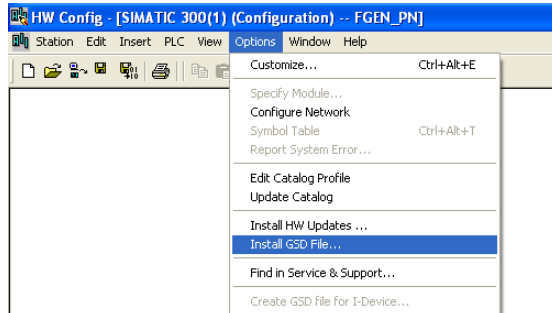 HW Config - [SIMATIC 300(1) (Configuration) -- FGEN_PN]
Station Edit Insert PLC View Options Window Help
Customize... Ctrl+Alt+E
Specify Module...
Configure Network
Symbol Table Ctrl+Alt+T
Report System Error...
Edit Catalog Profile
Update Catalog
Install HW Updates ...
Install GSD File...
Find in Service & Support...
Create GSD file for I-Device...